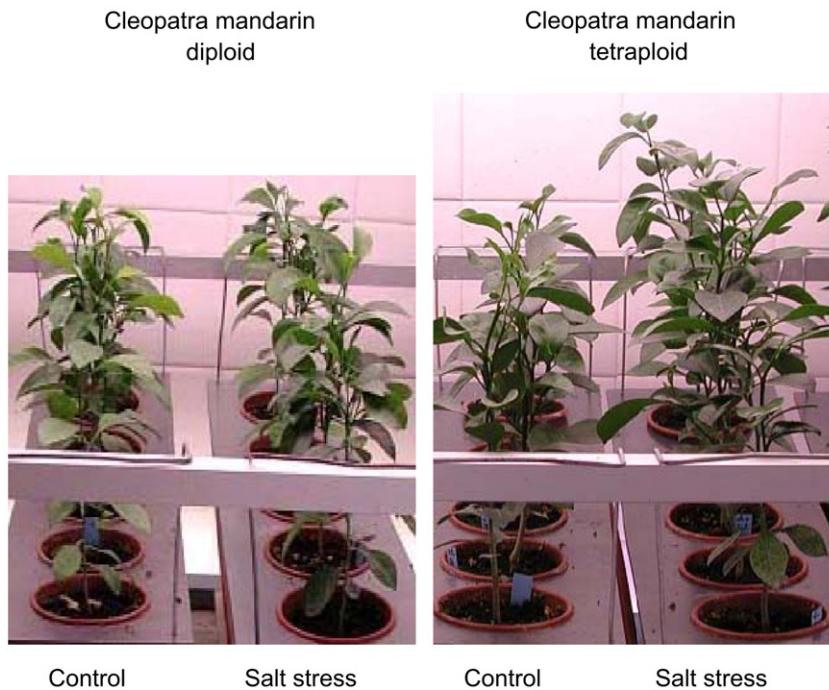 Cleopatra mandarin
diploid
Cleopatra mandarin
tetraploid
Control
Salt stress
Control
Salt stress